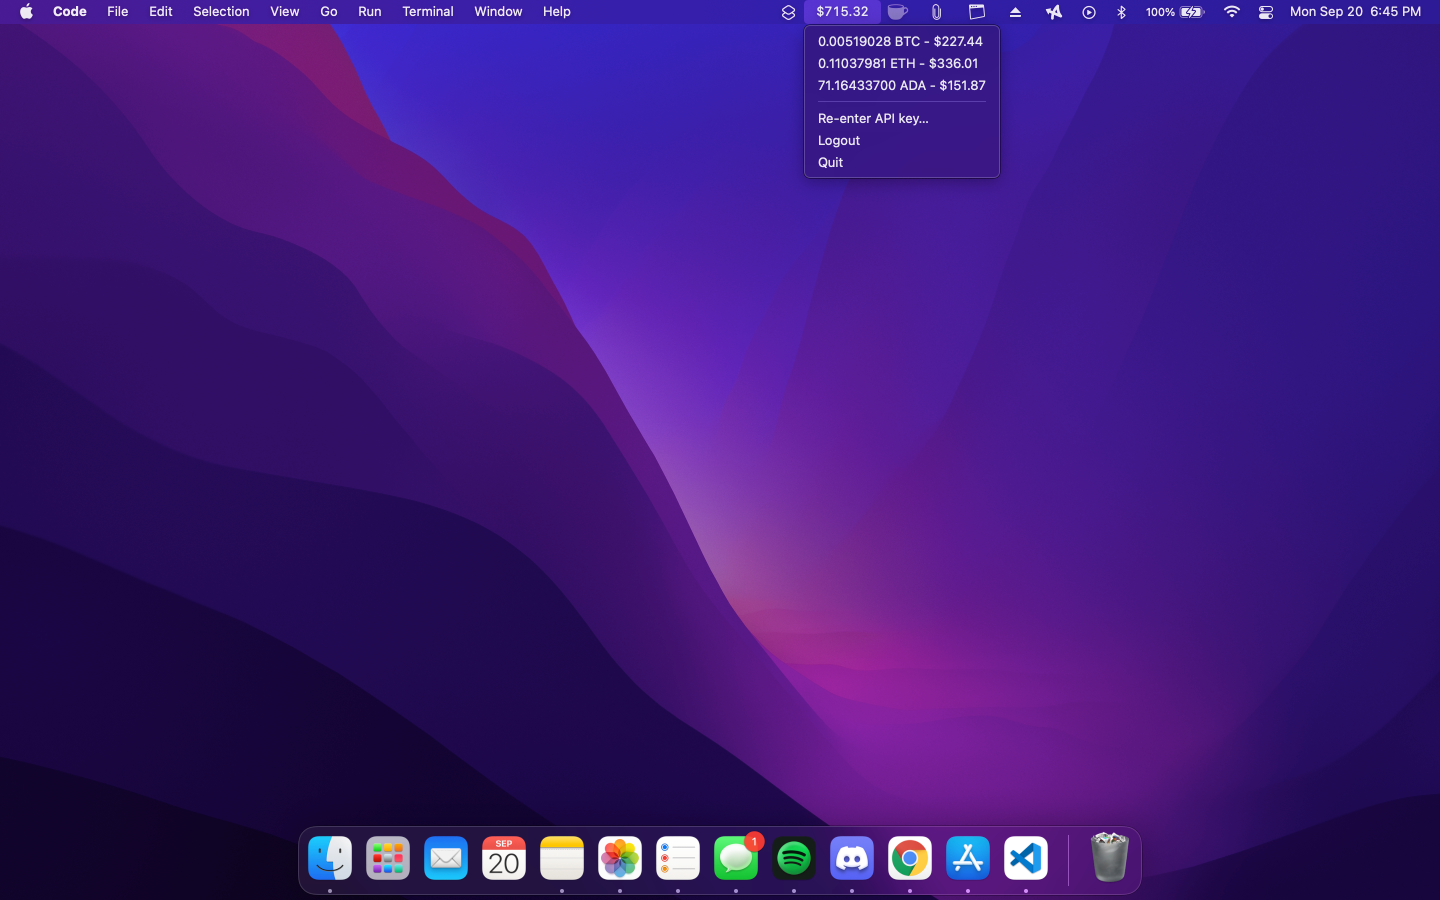 Code File Edit Selection View Go Run Terminal Window Help $715.32 100% Mon Sep 20 6:45 PM
0.00519028 BTC - $227.44
0.11037981 ETH - $336.01
71.16433700 ADA - $151.87
Re-enter API key...
Logout
Quit
SEP
20
1